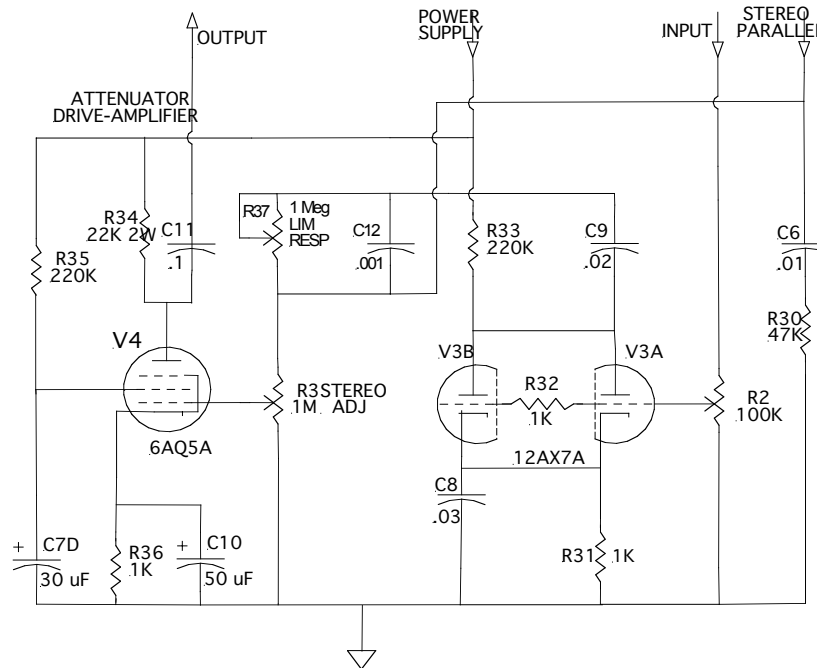 POWER
SUPPLY
STEREO
PARALLEL
OUTPUT
INPUT
ATTENUATOR
DRIVE-AMPLIFIER
R34
22K 2W
C11
.1
R37
1 Meg
LIM
RESP
C12
.001
R33
220K
C9
.02
C6
.01
R35
220K
R30
47K
V4
V3B
V3A
R3
STEREO
1M ADJ
R32
1K
R2
100K
6AQ5A
12AX7A
C8
.03
+
C7D
30 uF
R36
1K
+
C10
50 uF
R31
1K